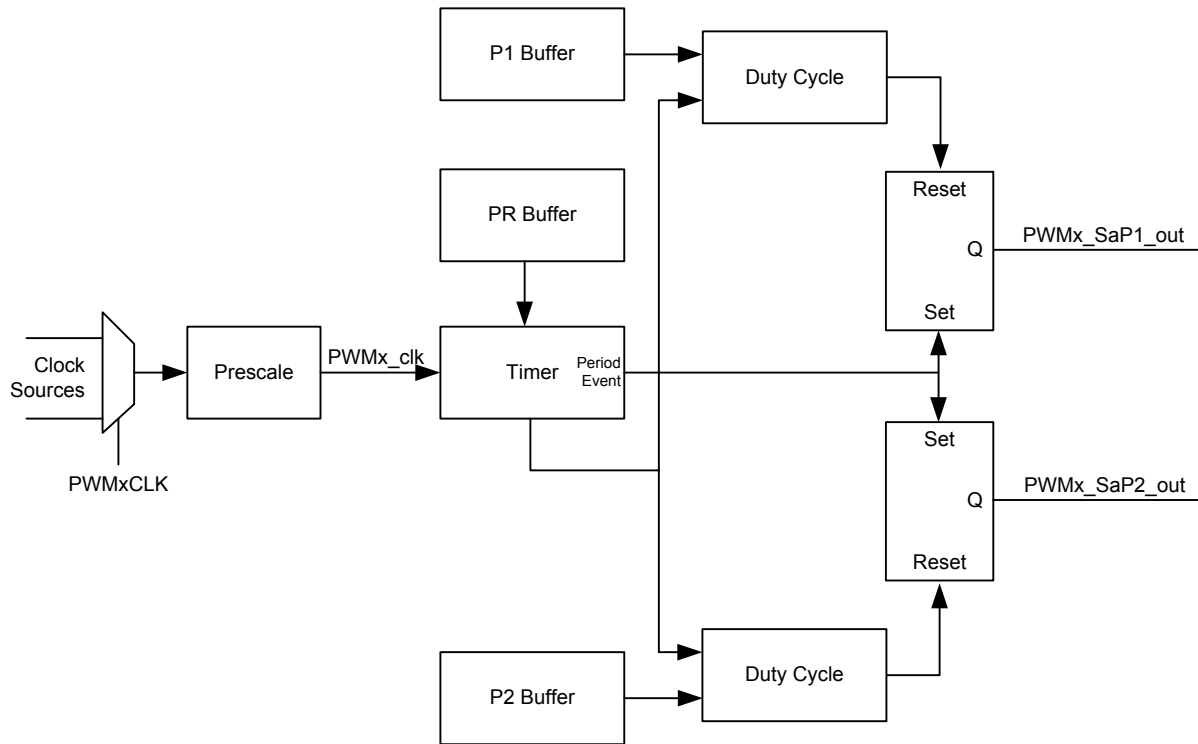 P1 Buffer
Duty Cycle
PR Buffer
Reset
Q
PWMx_SaP1_out
Set
Clock
Sources
Prescale
PWMx_clk
Timer
Period
Event
PWMxCLK
Set
Q
PWMx_SaP2_out
Reset
P2 Buffer
Duty Cycle